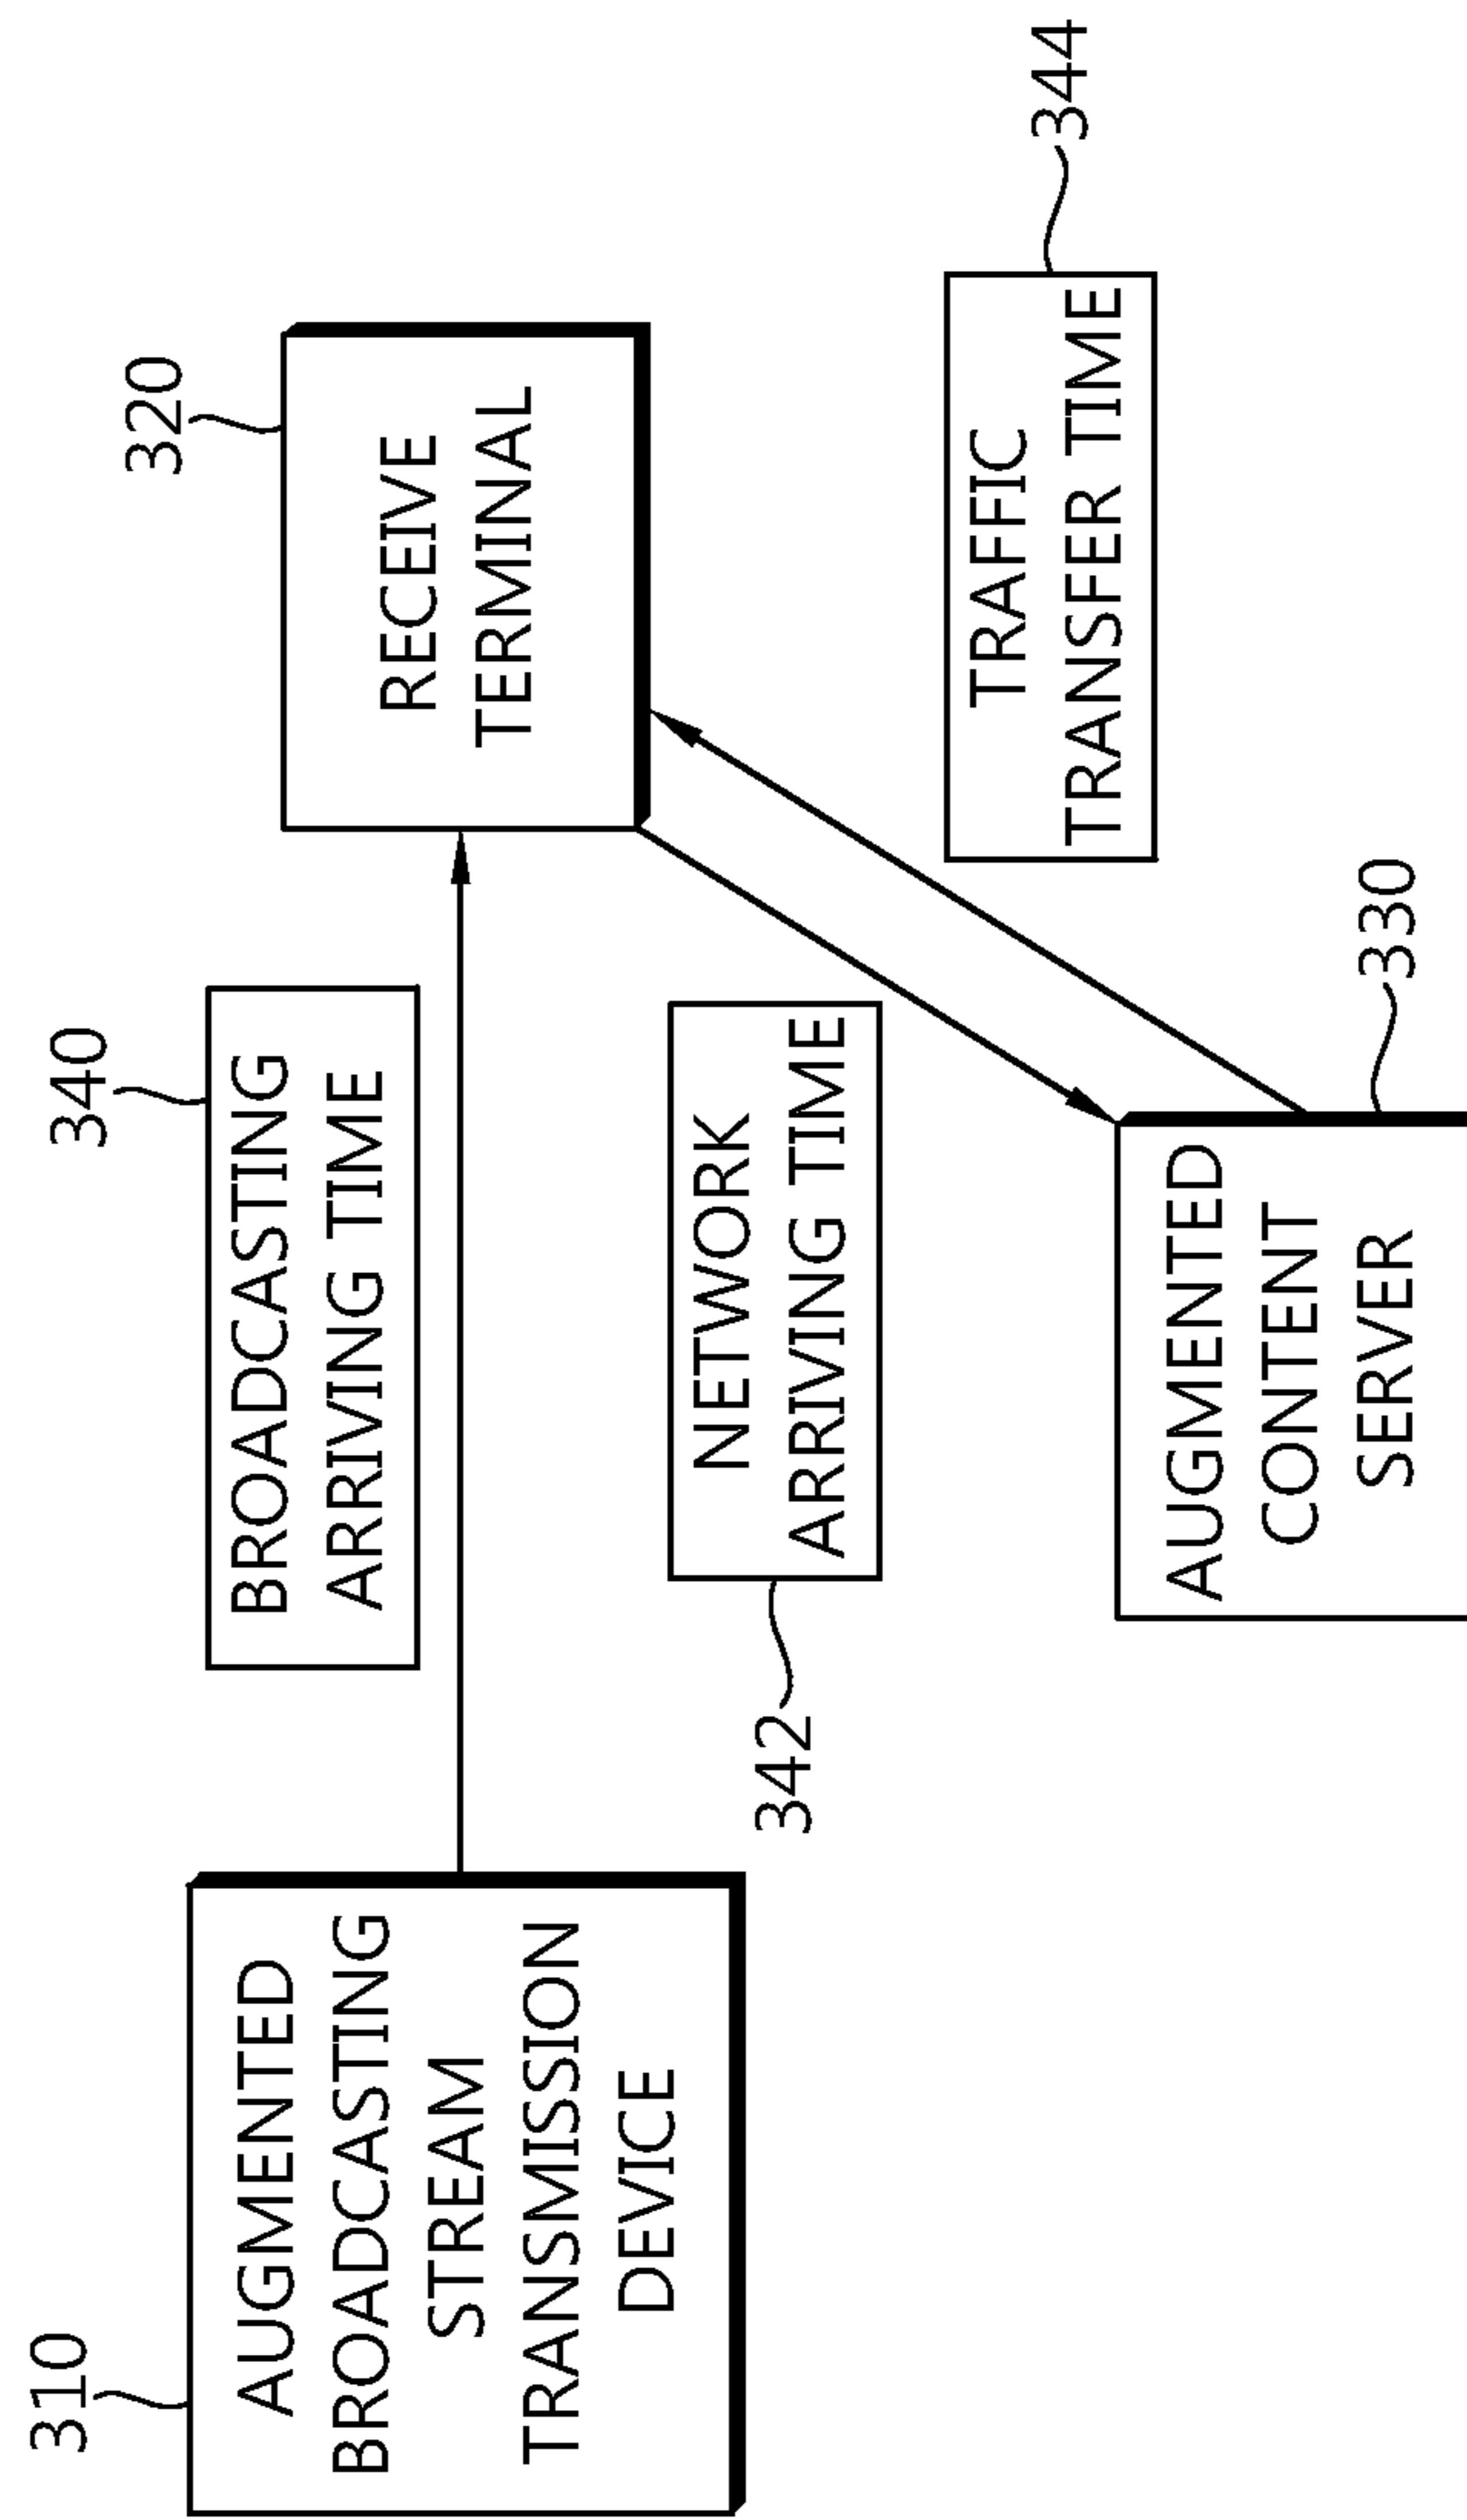 310
AUGMENTED
BROADCASTING
STREAM
TRANSMISSION
DEVICE
340
BROADCASTING
ARRIVING TIME
320
RECEIVE
TERMINAL
342
NETWORK
ARRIVING TIME
344
TRAFFIC
TRANSFER TIME
330
AUGMENTED
CONTENT
SERVER